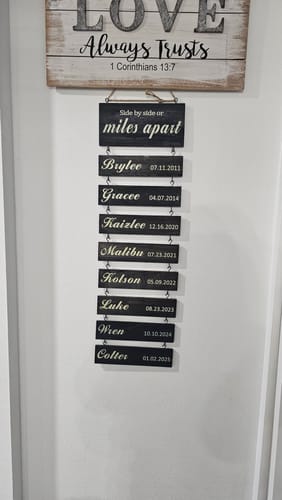 LOVE
Always Trusts
1 Corinthians 13:7
Side by side or
miles apart
Brylee 07.11.2011
Gracee 04.07.2014
Kaizlee 12.16.2020
Malibu 07.23.2021
Kolson 05.09.2022
Luke 08.23.2023
Wren 10.10.2024
Colter 01.02.2025